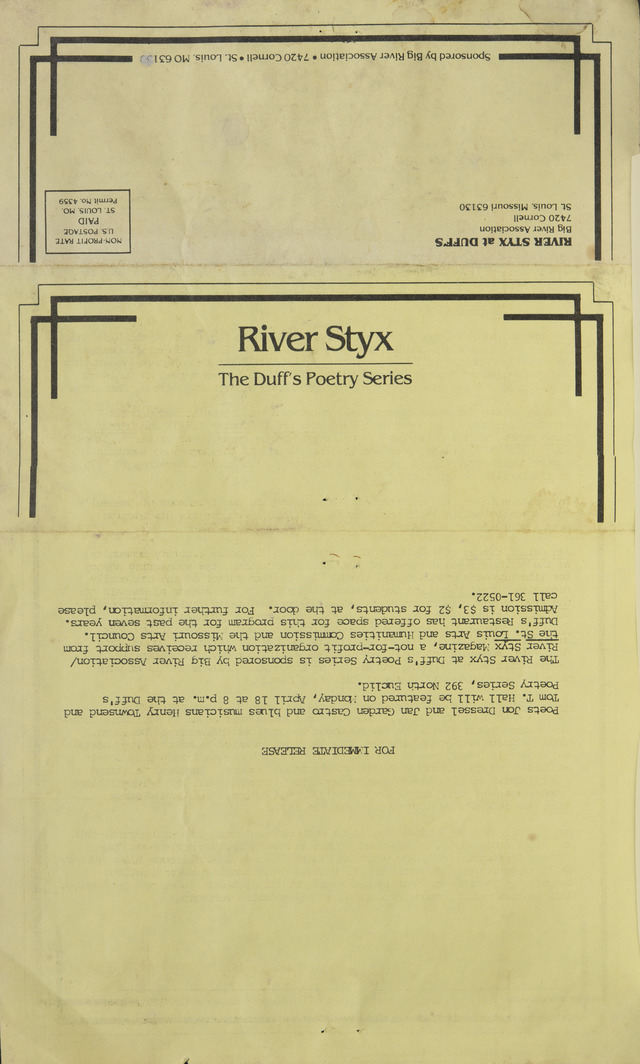 RIVER STYX at DUFF'S
Big River Association
7420 Cornell
St. Louis, Missouri 63130
NON-PROFIT RATE
U.S. POSTAGE
PAID
ST. LOUIS, MO.
Permit No. 4359
Sponsored by Big River Association • 7420 Cornell • St. Louis, MO 63130
River Styx
The Duff's Poetry Series
FOR IMMEDIATE RELEASE
Poets Jon Dressel and Jan Garden Castro and blues musicians Henry Townsend and
Tom T. Hall will be featured on Monday, April 18 at 8 p.m. at the Duff's
Poetry Series, 392 North Euclid.
The River Styx at Duff's Poetry Series is sponsored by Big River Association/
River Styx Magazine, a not-for-profit organization which receives support from
the St. Louis Arts and Humanities Commission and the Missouri Arts Council.
Duff's Restaurant has offered space for this program for the past seven years.
Admission is $3, $2 for students, at the door. For further information, please
call 361-0522.